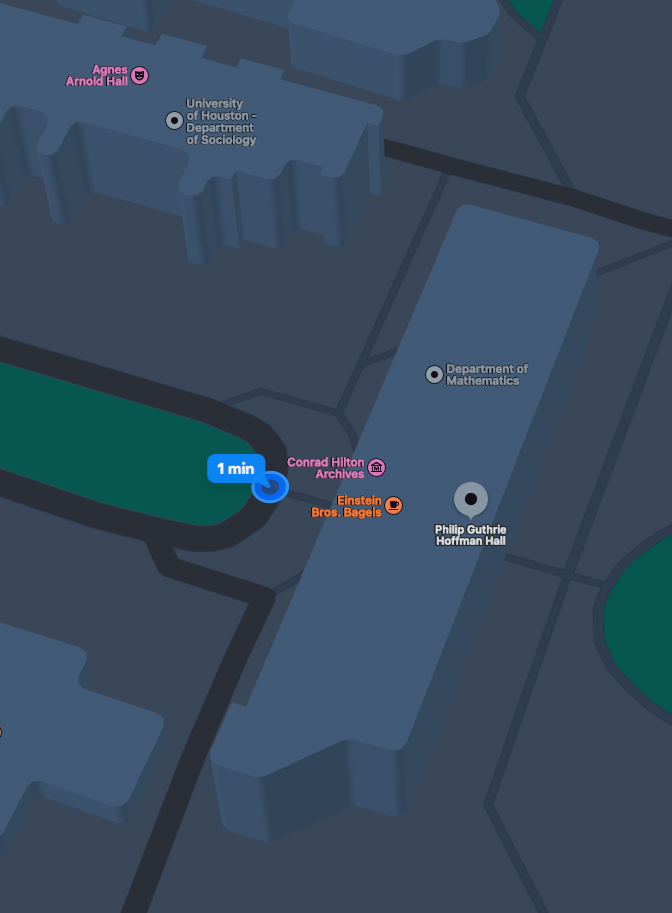 Agnes
Arnold Hall
University
of Houston -
Department
of Sociology
Department of
Mathematics
1 min
Conrad Hilton
Archives
Einstein
Bros. Bagels
Philip Guthrie
Hoffman Hall